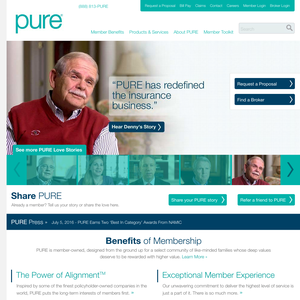 (888) 813-PURE
Request a Proposal
Bill Pay
Claims
Contact
Careers
Member Login
Broker Login
pure
Member Benefits
Products & Services
About PURE
Member Toolkit
“PURE has redefined
the insurance
business.”
Hear Denny's Story ❯
Request a Proposal ❯
Find a Broker ❯
See more PURE Love Stories
Share PURE
Already a member? Tell us your story or share the love here.
Share your PURE story ❯
Refer a friend to PURE ❯
PURE Press » July 5, 2016 - PURE Earns Two 'Best in Category' Awards From NAMIC
Benefits of Membership
PURE is member-owned, designed from the ground up for a select community of like-minded families whose deep values
deserve to be rewarded with higher value. Learn More ›
The Power of Alignment™
Inspired by some of the finest policyholder-owned companies in the
world, PURE puts the long-term interests of members first. »
Exceptional Member Experience
Our unwavering commitment to deliver the highest level of service is
just a part of it. There is so much more. »